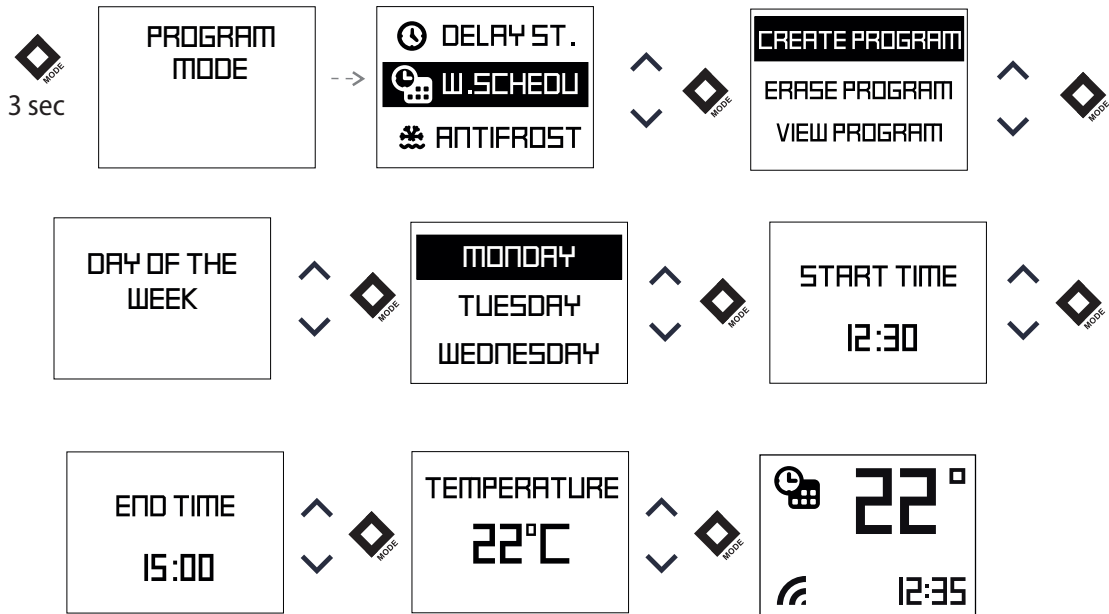 MODE
3 sec
PROGRAM
MODE
DELAY ST.
W.SCHEDU
ANTIFROST
MODE
CREATE PROGRAM
ERASE PROGRAM
VIEW PROGRAM
MODE
DAY OF THE
WEEK
MODE
MONDAY
TUESDAY
WEDNESDAY
MODE
START TIME
12:30
MODE
END TIME
15:00
MODE
TEMPERATURE
22°C
MODE
22°
12:35